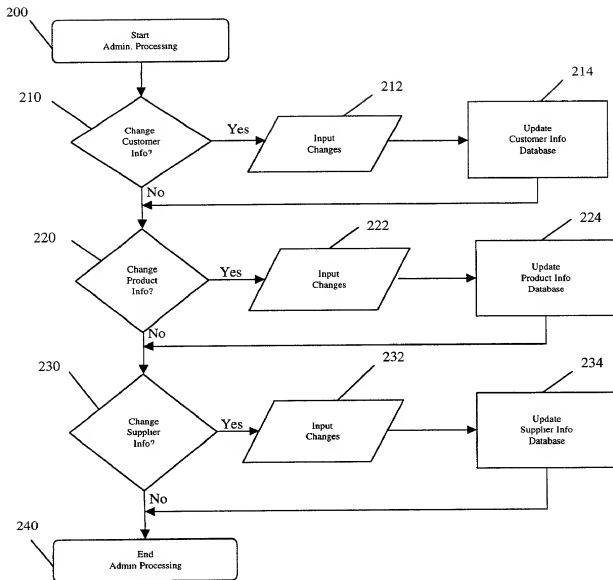 200
Start
Admin. Processing
210
212
214
Change
Customer
Info?
Yes
Input
Changes
Update
Customer Info
Database
No
220
222
224
Change
Product
Info?
Yes
Input
Changes
Update
Product Info
Database
No
230
232
234
Change
Supplier
Info?
Yes
Input
Changes
Update
Supplier Info
Database
No
240
End
Admin Processing